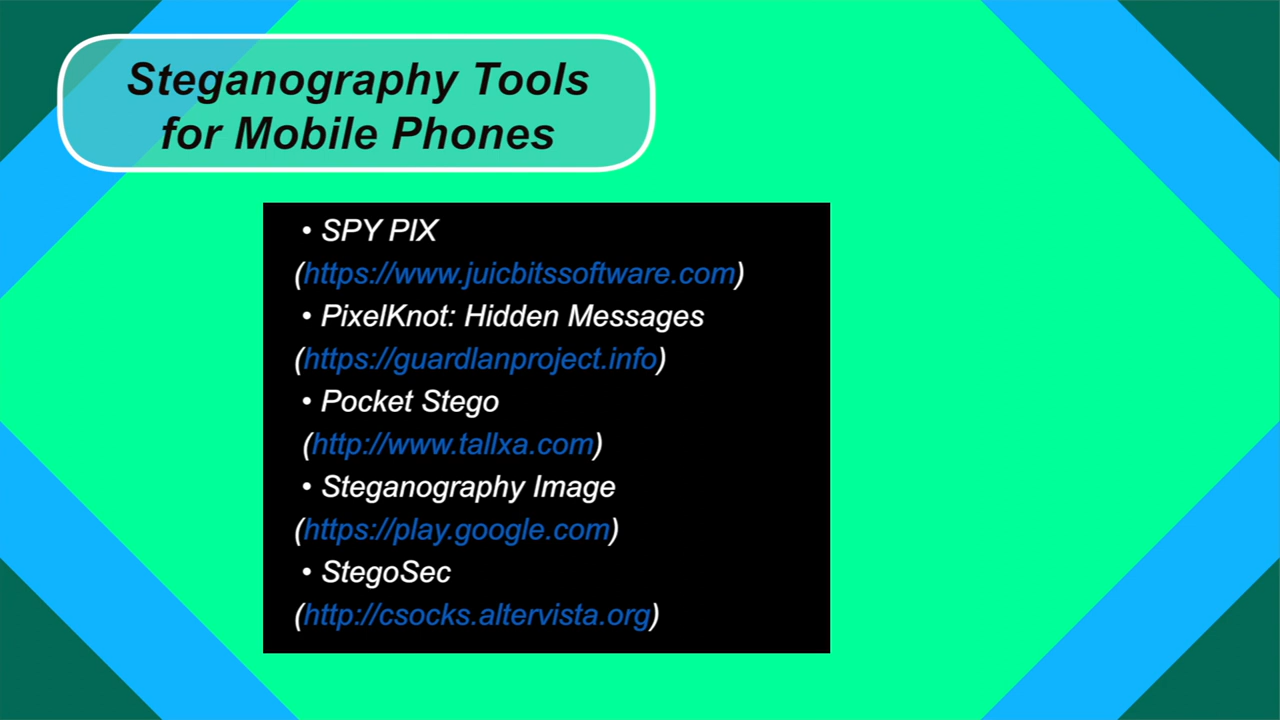 Steganography Tools
for Mobile Phones
• SPY PIX
(https://www.juicbitssoftware.com)
• PixelKnot: Hidden Messages
(https://guardlanproject.info)
• Pocket Stego
(http://www.tallxa.com)
• Steganography Image
(https://play.google.com)
• StegoSec
(http://csocks.altervista.org)